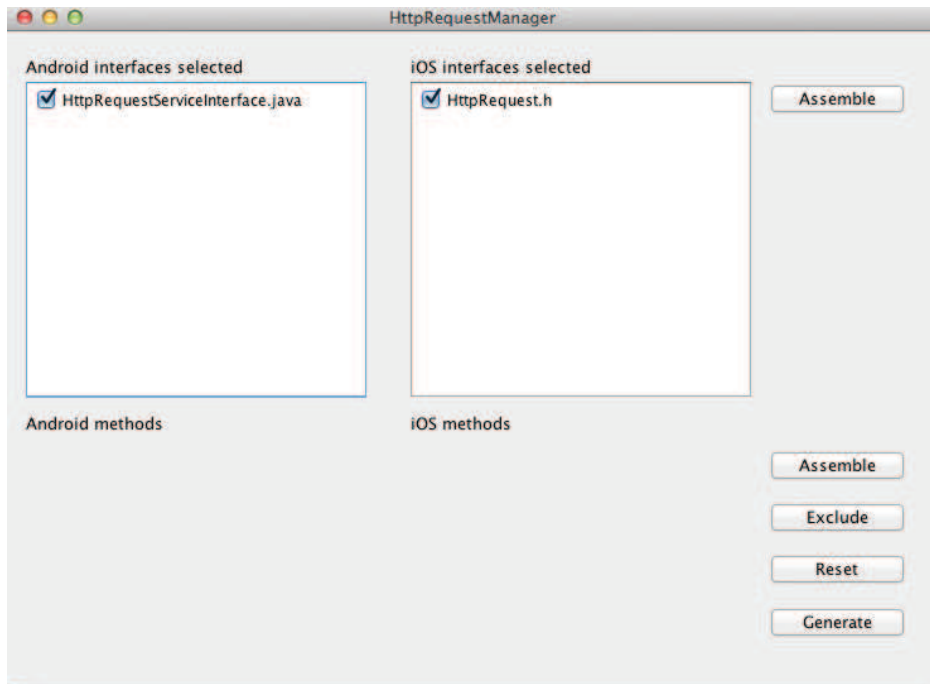 HttpRequestManager
Android interfaces selected
iOS interfaces selected
HttpRequestServiceInterface.java
HttpRequest.h
Assemble
Android methods
iOS methods
Assemble
Exclude
Reset
Generate